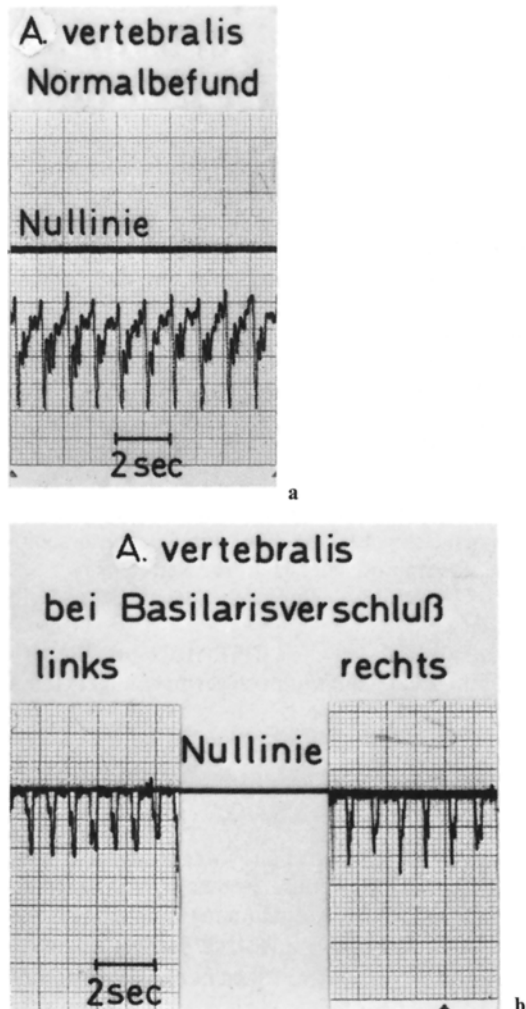 A. vertebralis
Normalbefund
Nullinie
2 sec
a
A. vertebralis
bei Basilarisverschluß
links rechts
Nullinie
2sec
b